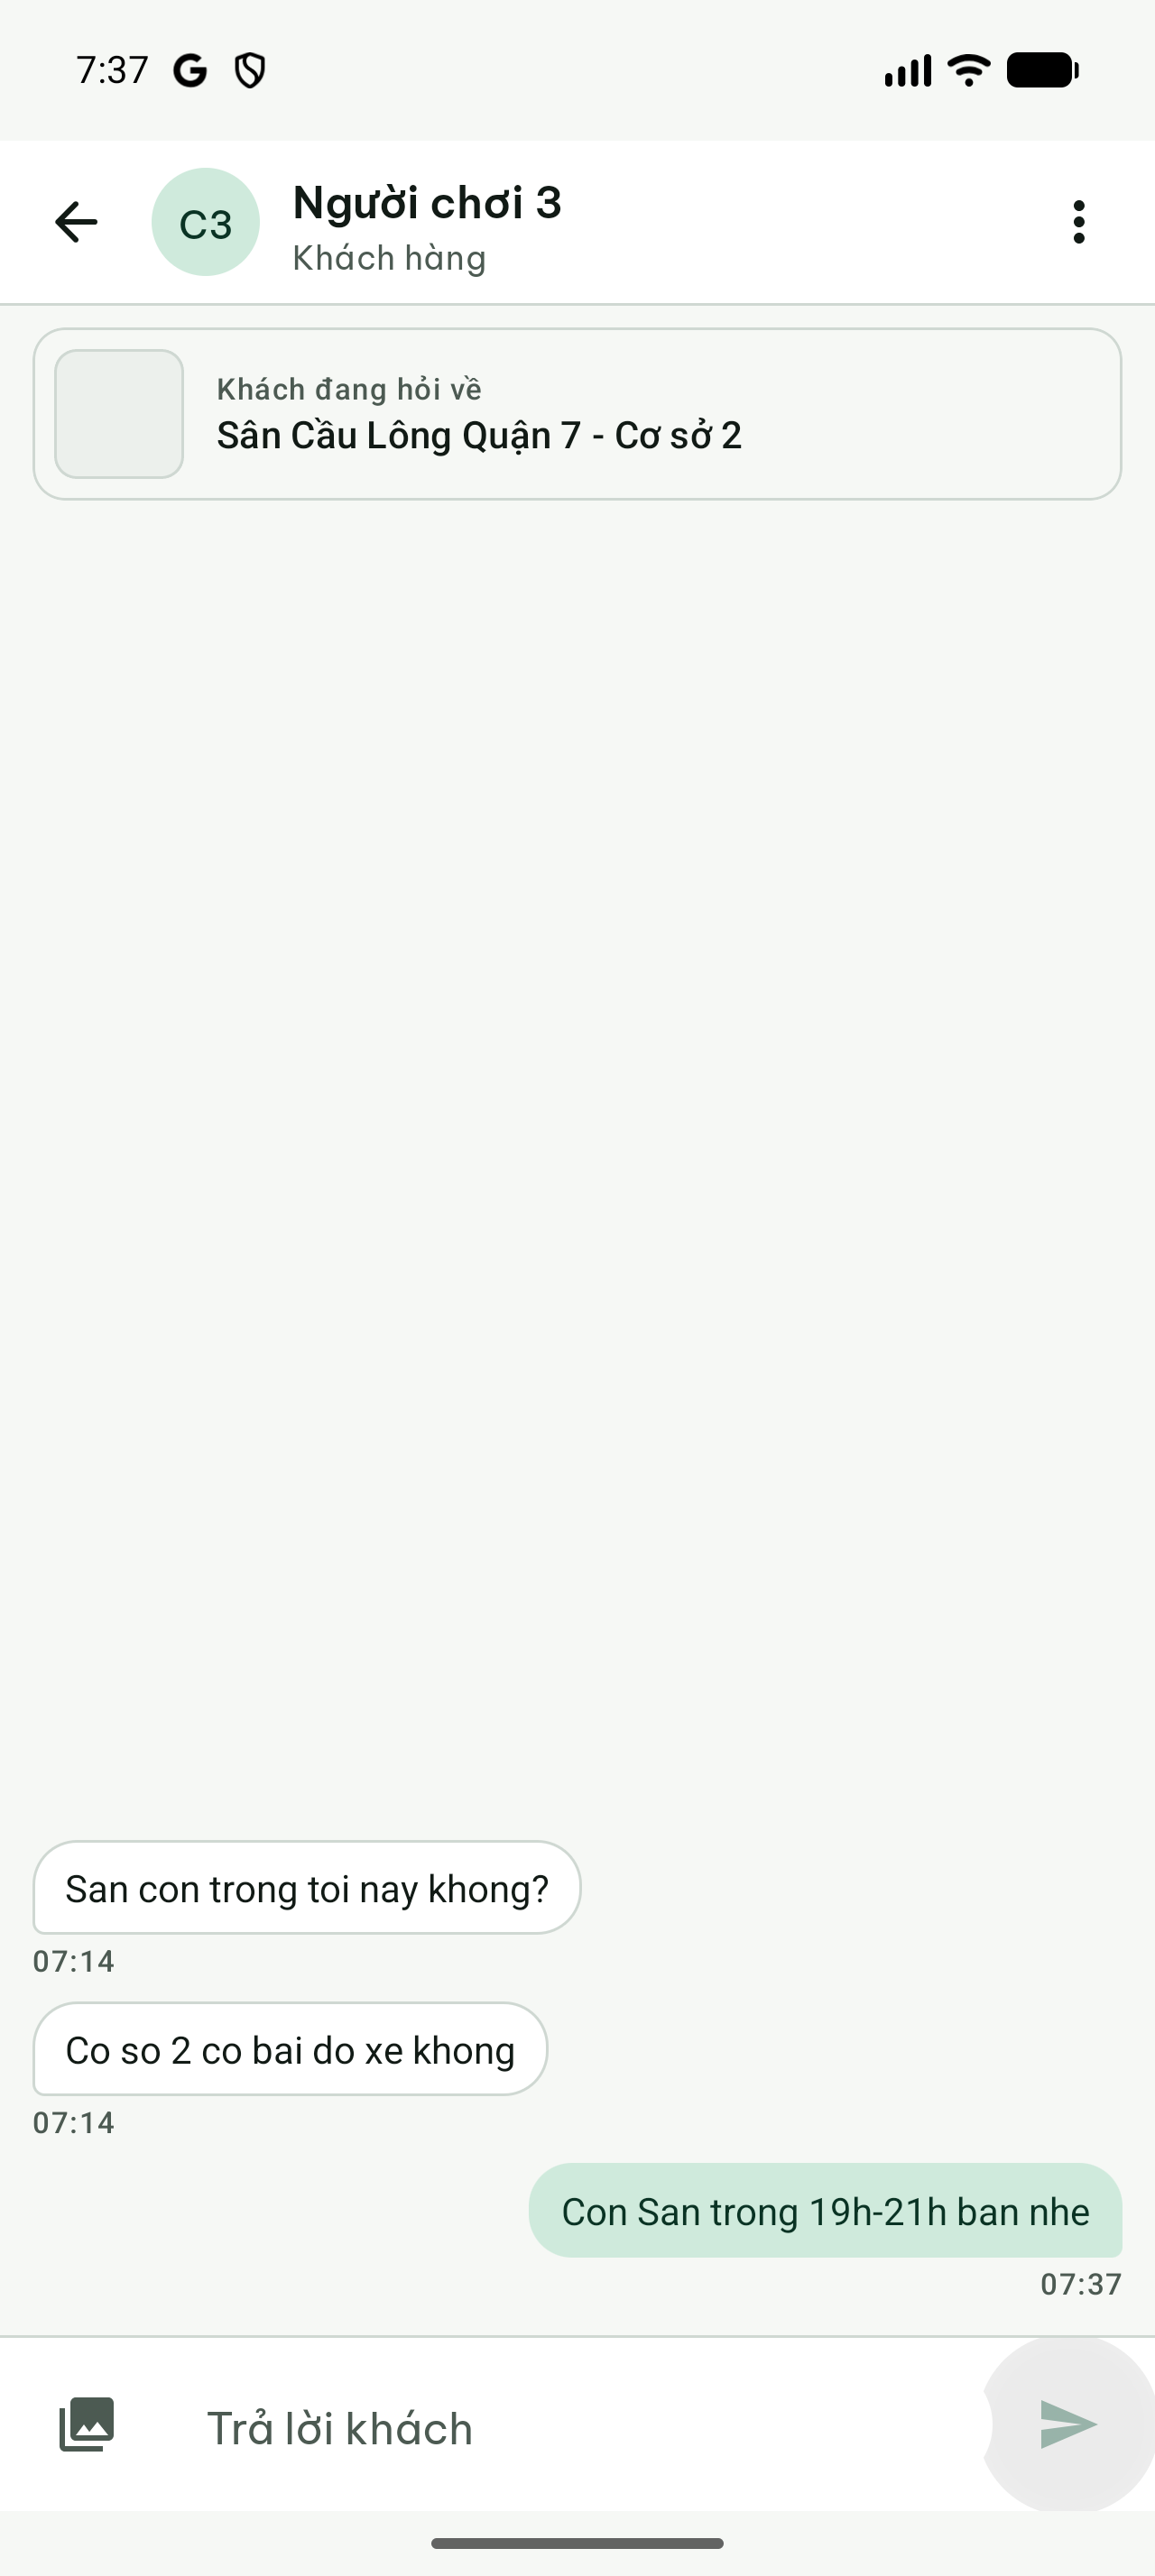 7:37
C3
Người chơi 3
Khách hàng
Khách đang hỏi về
Sân Cầu Lông Quận 7 - Cơ sở 2
San con trong toi nay khong?
07:14
Co so 2 co bai do xe khong
07:14
Con San trong 19h-21h ban nhe
07:37
Trả lời khách